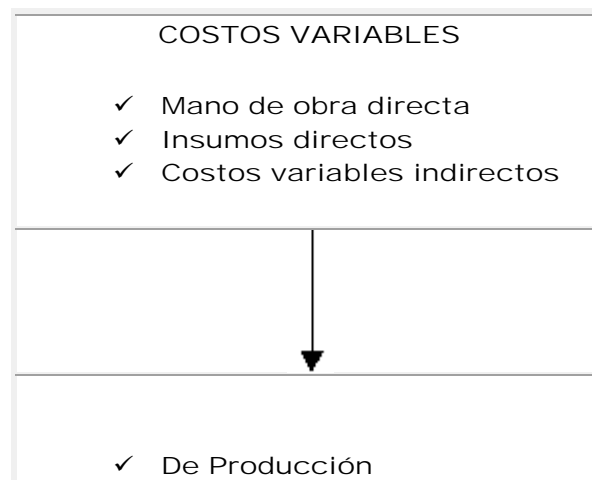 COSTOS VARIABLES
✓ Mano de obra directa
✓ Insumos directos
✓ Costos variables indirectos
✓ De Producción